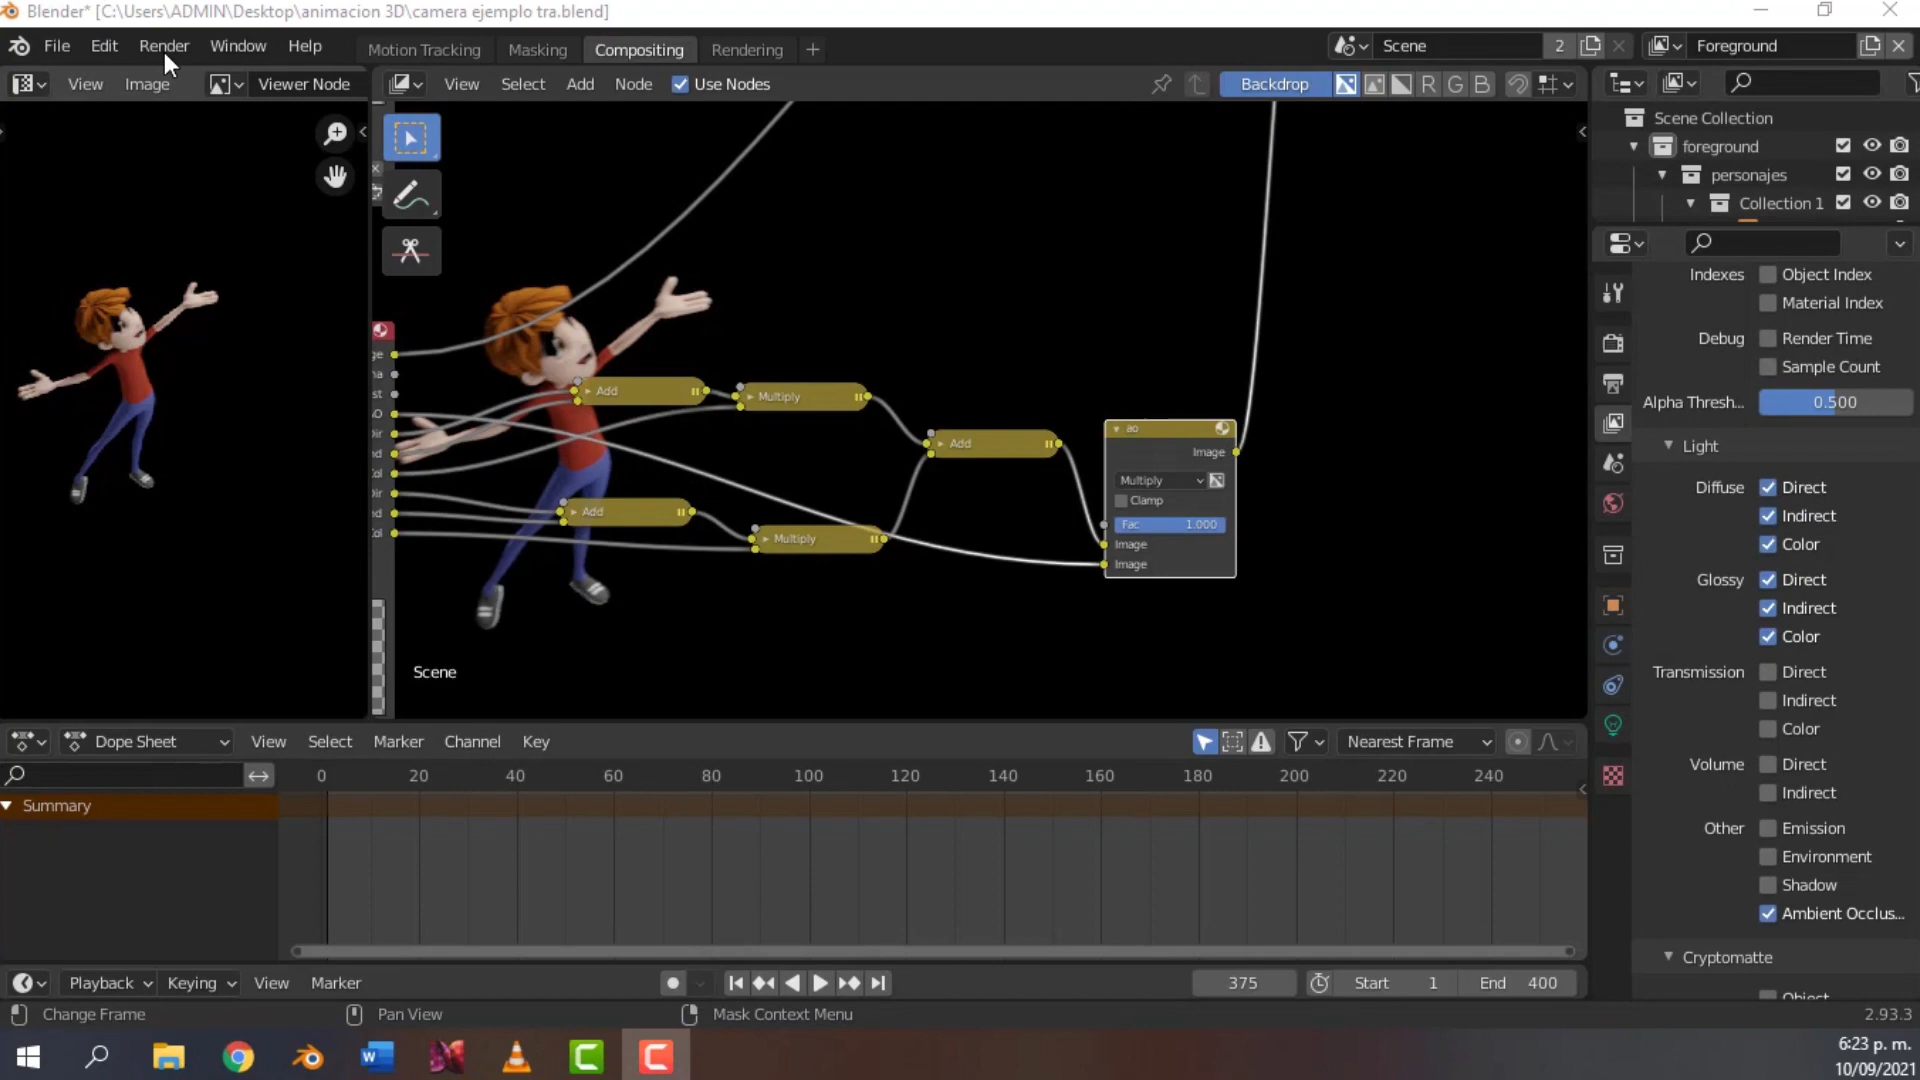 Blender* [C:\Users\ADMIN\Desktop\animacion 3D\camera ejemplo tra.blend]
File Edit Render Window Help Motion Tracking Masking Compositing Rendering + Scene 2 Foreground
View Image Viewer Node View Select Add Node Use Nodes Backdrop R G B
Scene Collection
foreground
personajes
Collection 1
Indexes Object Index
Material Index
Debug Render Time
Sample Count
Alpha Thresh... 0.500
Light
Diffuse Direct
Indirect
Color
Glossy Direct
Indirect
Color
Transmission Direct
Indirect
Color
Volume Direct
Indirect
Other Emission
Environment
Shadow
Ambient Occlus...
Cryptomatte
Add
Multiply
Add
Add
Multiply
ao
Image
Multiply
Clamp
Fac 1.000
Image
Image
Scene
Dope Sheet View Select Marker Channel Key Nearest Frame
0 20 40 60 80 100 120 140 160 180 200 220 240
Summary
Playback Keying View Marker 375 Start 1 End 400
Change Frame Pan View Mask Context Menu 2.93.3
6:23 p. m.
10/09/2021